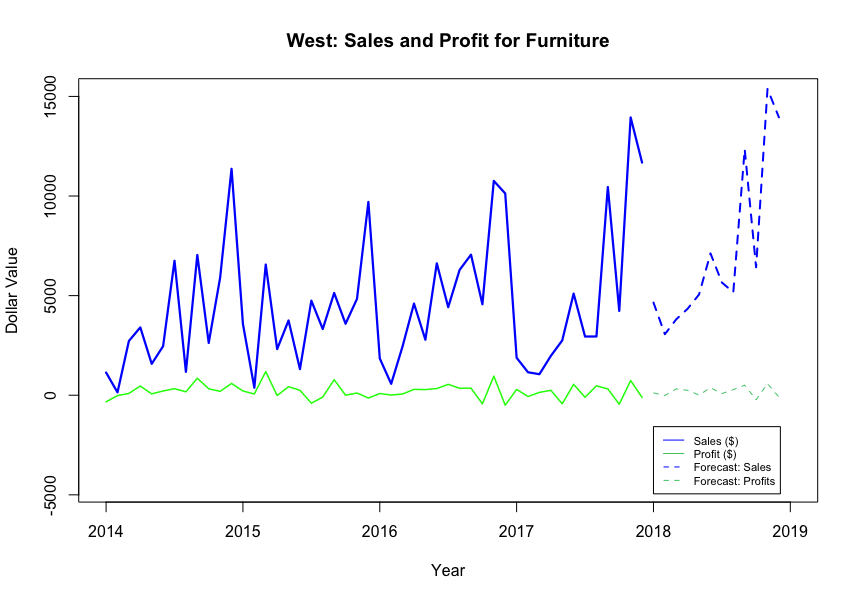 West: Sales and Profit for Furniture
Dollar Value
15000
10000
5000
0
-5000
Sales ($)
Profit ($)
Forecast: Sales
Forecast: Profits
2014 2015 2016 2017 2018 2019
Year